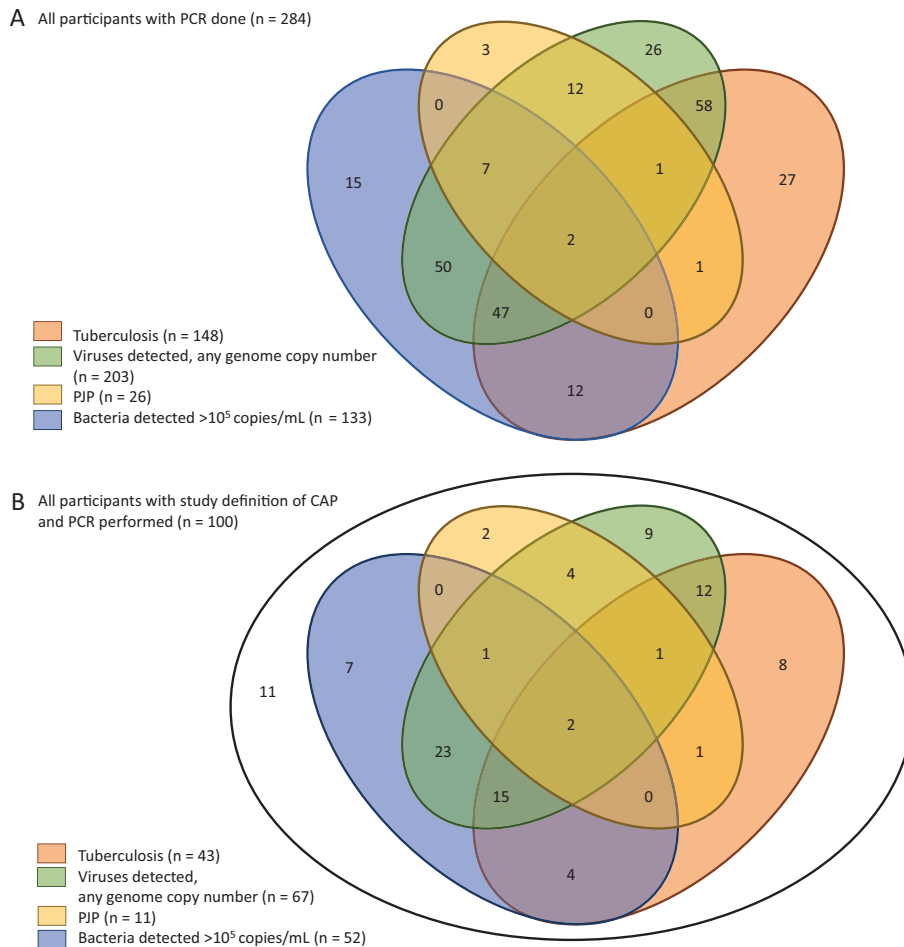 A All participants with PCR done (n = 284)
3
26
0
12
58
15
7
1
27
50
2
1
47
0
12
Tuberculosis (n = 148)
Viruses detected, any genome copy number
(n = 203)
PJP (n = 26)
Bacteria detected >10⁵ copies/mL (n = 133)
B All participants with study definition of CAP
and PCR performed (n = 100)
2
9
0
4
12
11
7
1
1
8
23
2
1
15
0
4
Tuberculosis (n = 43)
Viruses detected,
any genome copy number (n = 67)
PJP (n = 11)
Bacteria detected >10⁵ copies/mL (n = 52)